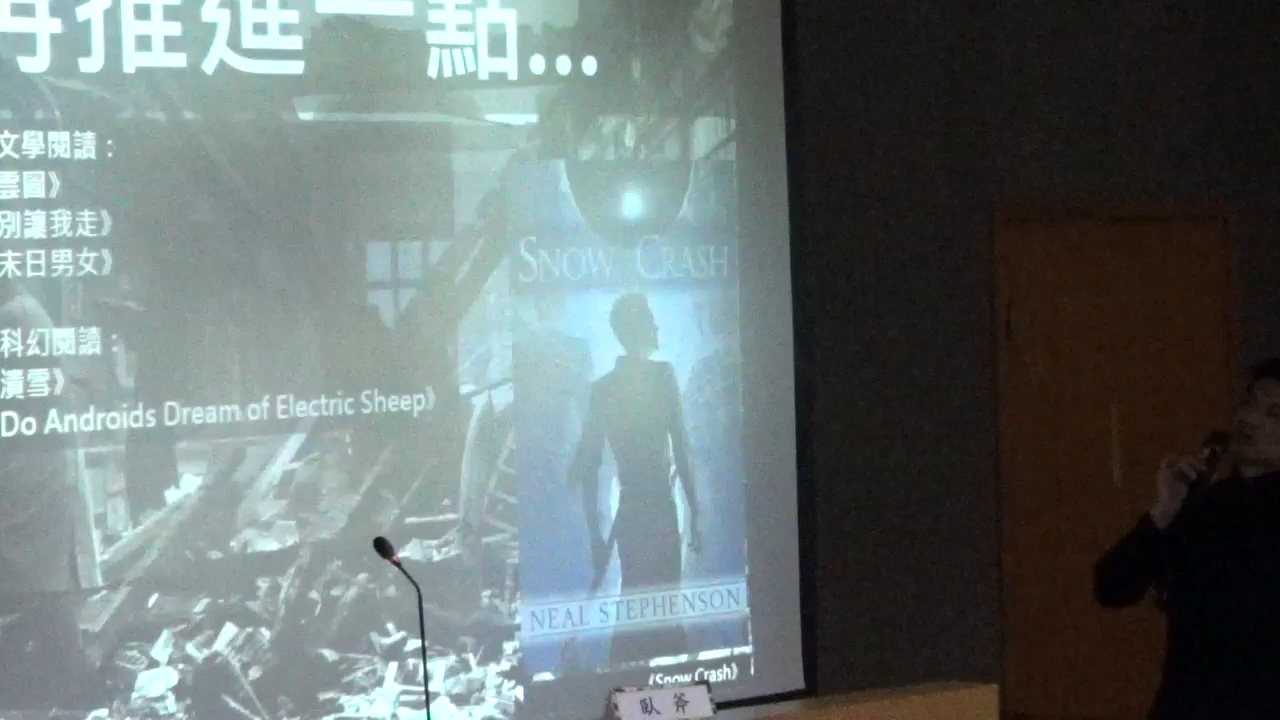 再推進一點...
文學閱讀：
雲圖》
別讓我走》
末日男女》
科幻閱讀：
潰雪》
Do Androids Dream of Electric Sheep》
SNOW CRASH
NEAL STEPHENSON
《Snow Crash》
臥斧